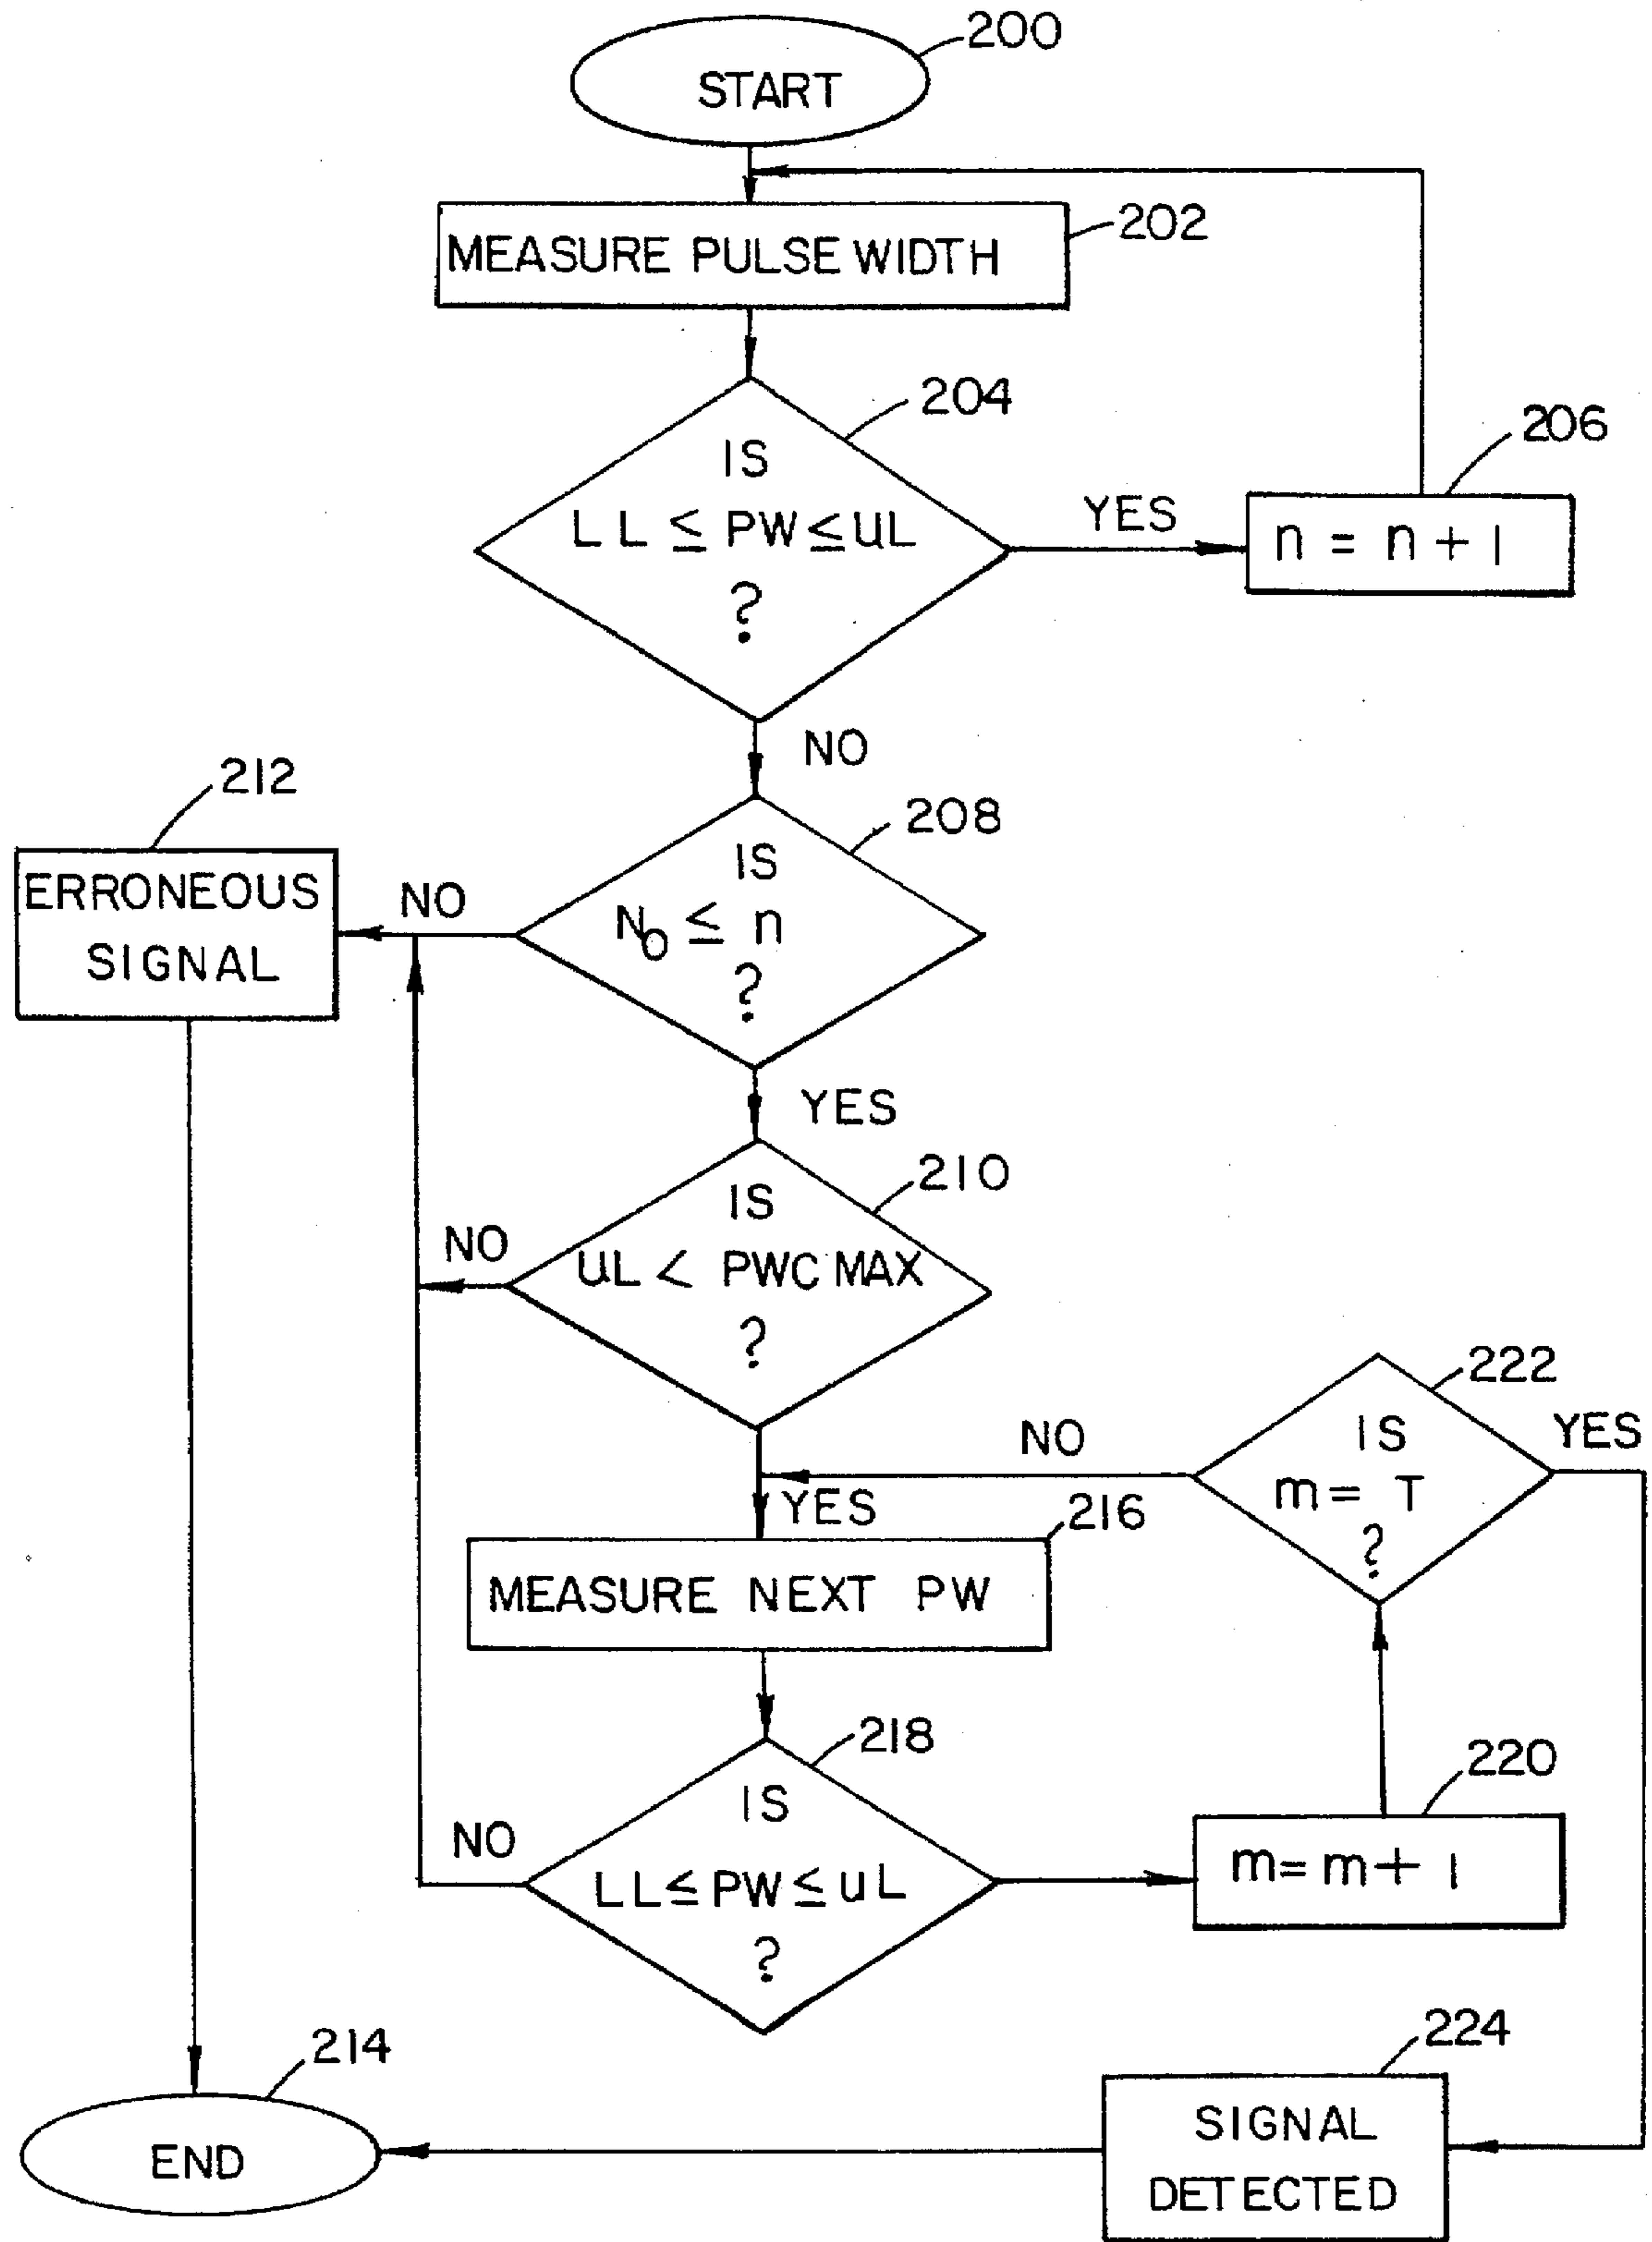 200
START
202
MEASURE PULSE WIDTH
204
IS
LL ≤ PW ≤ uL
?
YES
206
n = n + 1
NO
212
ERRONEOUS
SIGNAL
NO
208
IS
N₀ ≤ n
?
YES
210
IS
uL < PWC MAX
?
NO
222
IS
m = T
?
YES
NO
YES
216
MEASURE NEXT PW
218
IS
LL ≤ PW ≤ uL
?
NO
220
m = m + 1
214
END
224
SIGNAL
DETECTED